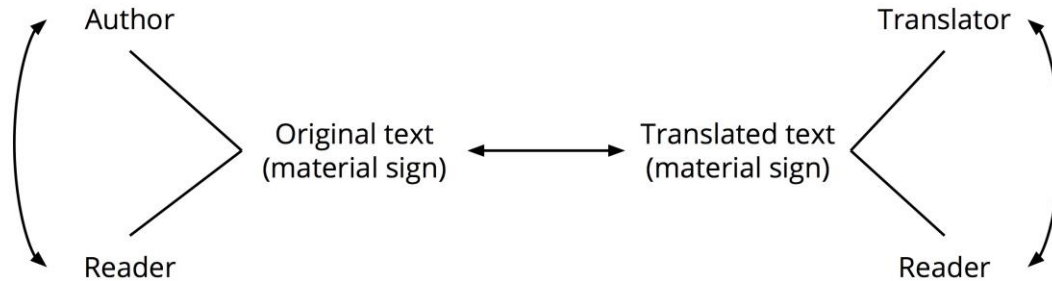 Author
Translator
Original text
(material sign)
Translated text
(material sign)
Reader
Reader